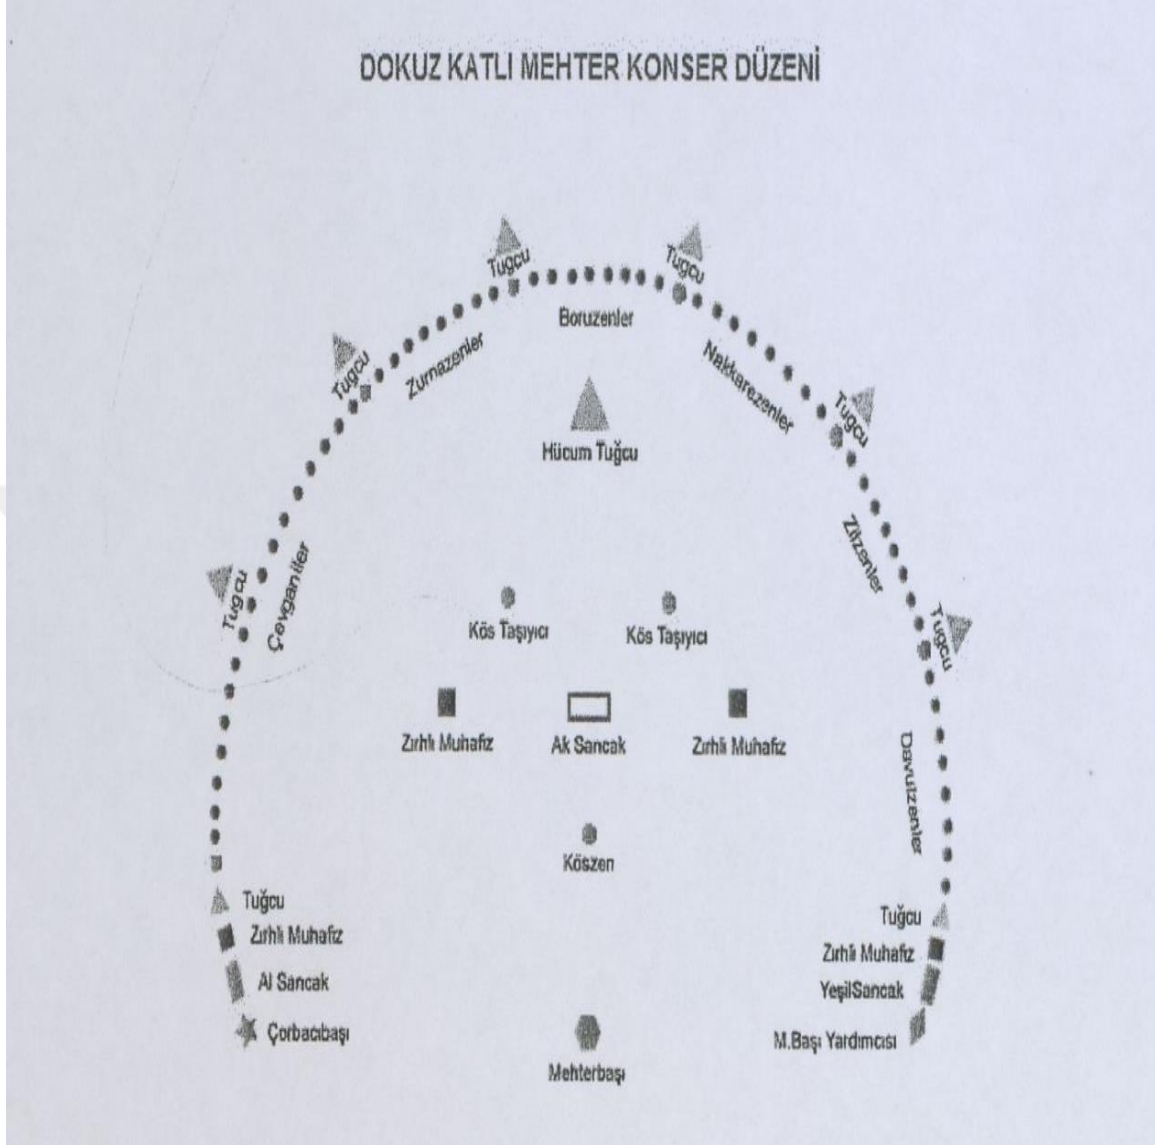 DOKUZ KATLI MEHTER KONSER DÜZENİ
Tuğcu
Tuğcu
Boruzenler
Zurnazenler
Nakkarezenler
Tuğcu
Tuğcu
Hücum Tuğcu
Zilzenler
Çevganiler
Tuğcu
Tuğcu
Kös Taşıyıcı
Kös Taşıyıcı
Zırhlı Muhafız
Ak Sancak
Zırhlı Muhafız
Davulzenler
Köszen
Tuğcu
Tuğcu
Zırhlı Muhafız
Zırhlı Muhafız
Al Sancak
YeşilSancak
Çorbacıbaşı
M.Başı Yardımcısı
Mehterbaşı